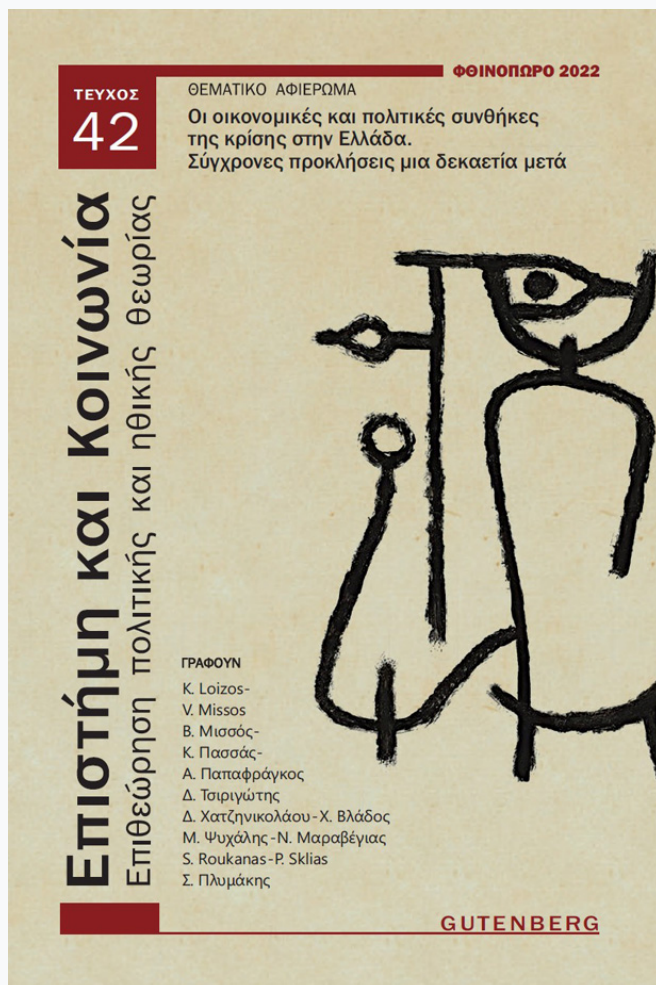 ΦΘΙΝΟΠΩΡΟ 2022
ΤΕΥΧΟΣ
42
ΘΕΜΑΤΙΚΟ ΑΦΙΕΡΩΜΑ
Οι οικονομικές και πολιτικές συνθήκες
της κρίσης στην Ελλάδα.
Σύγχρονες προκλήσεις μια δεκαετία μετά
Επιστήμη και Κοινωνία
Επιθεώρηση πολιτικής και ηθικής θεωρίας
ΓΡΑΦΟΥΝ
K. Loizos-
V. Missos
Β. Μισσός-
Κ. Πασσάς-
Α. Παπαφράγκος
Δ. Τσιριγώτης
Δ. Χατζηνικολάου-Χ. Βλάδος
Μ. Ψυχάλης-Ν. Μαραβέγιας
S. Roukanas-P. Sklias
Σ. Πλυμάκης
GUTENBERG